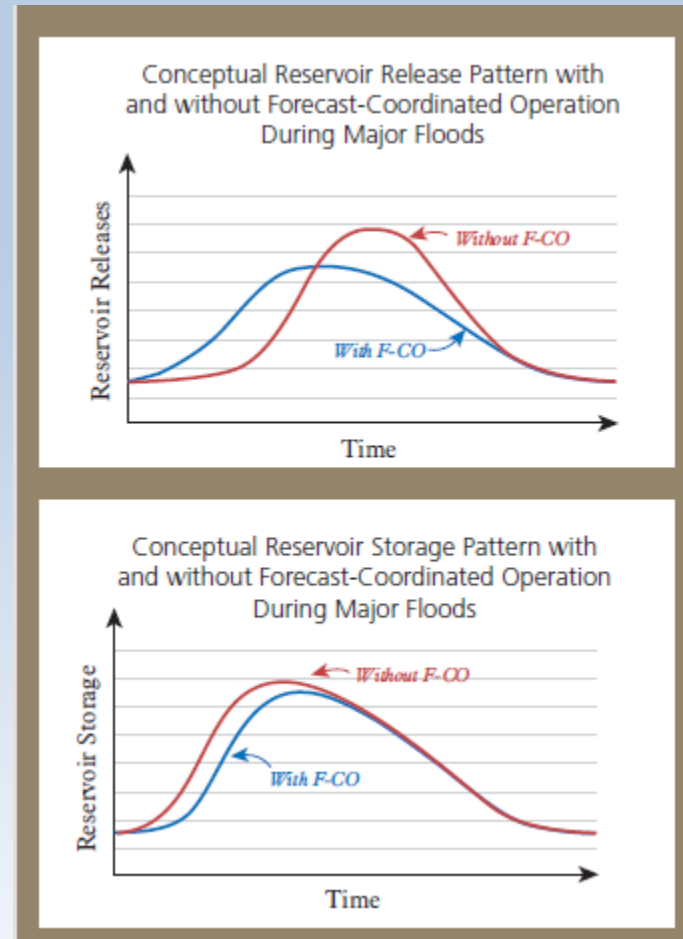 Conceptual Reservoir Release Pattern with
and without Forecast-Coordinated Operation
During Major Floods
Reservoir Releases
Without F-CO
With F-CO
Time
Conceptual Reservoir Storage Pattern with
and without Forecast-Coordinated Operation
During Major Floods
Reservoir Storage
Without F-CO
With F-CO
Time